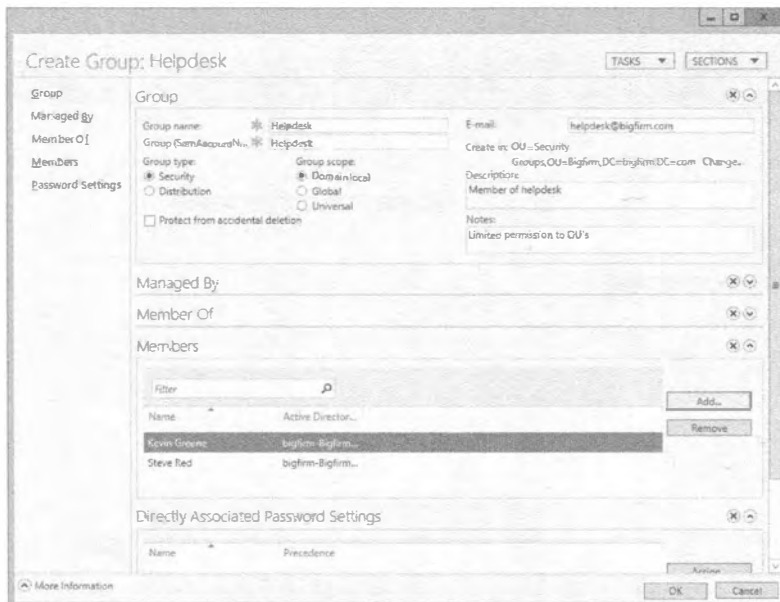 Create Group: Helpdesk
TASKS
SECTIONS
Group
Managed By
Member Of
Members
Password Settings
Group
Group name: Helpdesk
Group (SamAccountN... Helpdesk
Group type:
Security
Distribution
Group scope:
Domain local
Global
Universal
Protect from accidental deletion
E-mail: helpdesk@bigfirm.com
Create in: OU=Security
Groups,OU=Bigfirm,DC=bigfirm,DC=com Change...
Description:
Member of helpdesk
Notes:
Limited permission to OU's
Managed By
Member Of
Members
Filter
Name Active Director...
Kevin Greene bigfirm-Bigfirm...
Steve Red bigfirm-Bigfirm...
Add...
Remove
Directly Associated Password Settings
Name Precedence
Assign
More Information
OK
Cancel